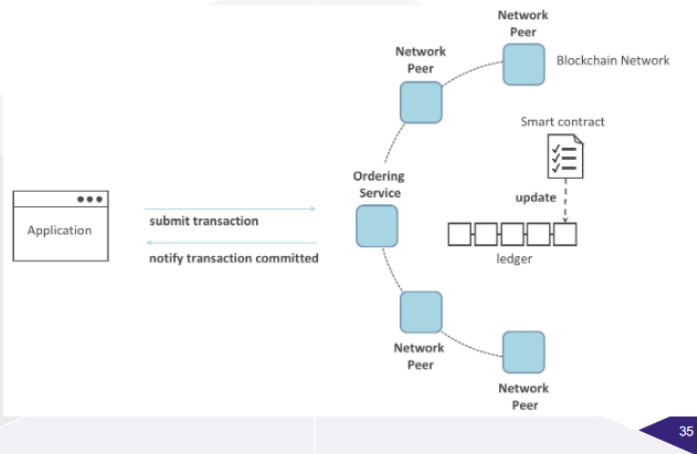 Network
Peer
Network
Peer
Blockchain Network
Smart contract
Ordering
Service
update
Application
submit transaction
notify transaction committed
ledger
Network
Peer
Network
Peer
35